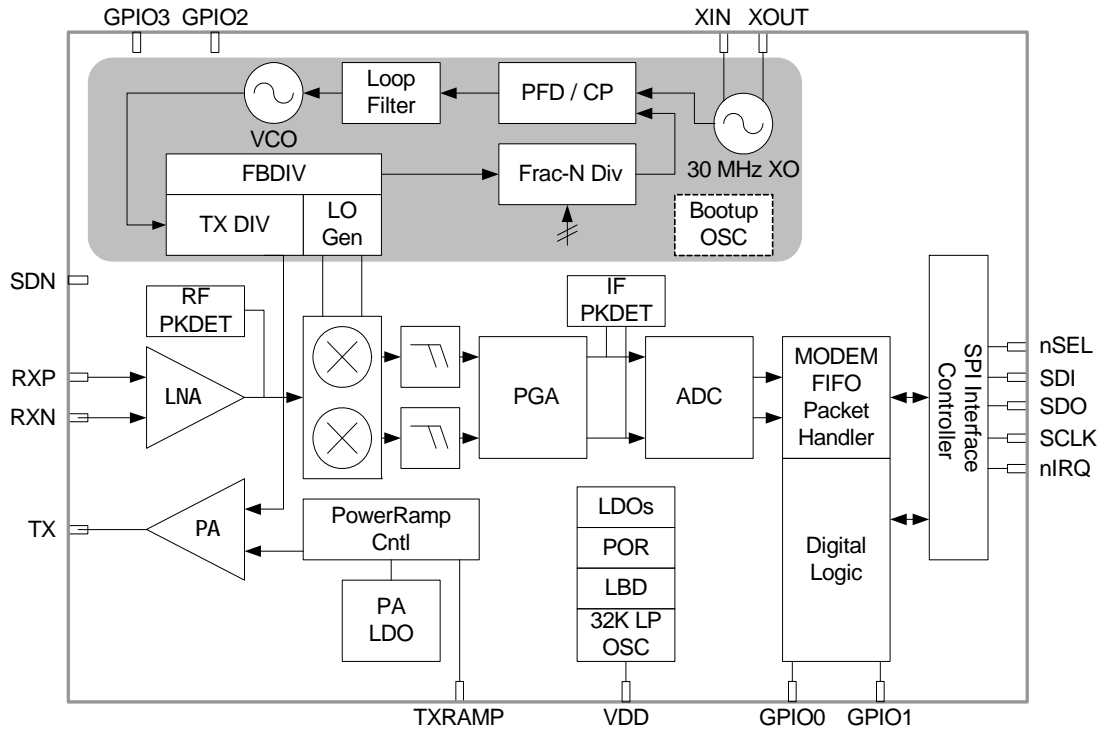 GPIO3 GPIO2
XIN XOUT
Loop
Filter
PFD / CP
VCO
30 MHz XO
FBDIV
TX DIV
LO
Gen
Frac-N Div
Bootup
OSC
SDN
RF
PKDET
IF
PKDET
RXP
RXN
LNA
PGA
ADC
MODEM
FIFO
Packet
Handler
SPI Interface
Controller
nSEL
SDI
SDO
SCLK
nIRQ
TX
PA
PowerRamp
Cntl
PA
LDO
LDOs
POR
LBD
32K LP
OSC
Digital
Logic
TXRAMP
VDD
GPIO0
GPIO1